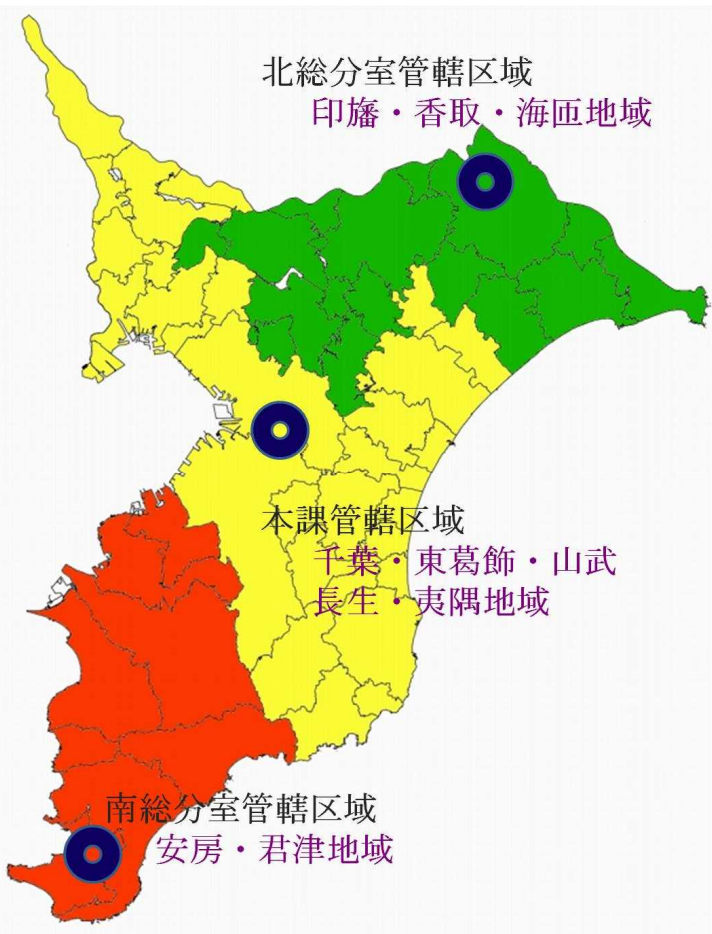 北総分室管轄区域
印旛・香取・海匝地域
本課管轄区域
千葉・東葛飾・山武
長生・夷隅地域
南総分室管轄区域
安房・君津地域